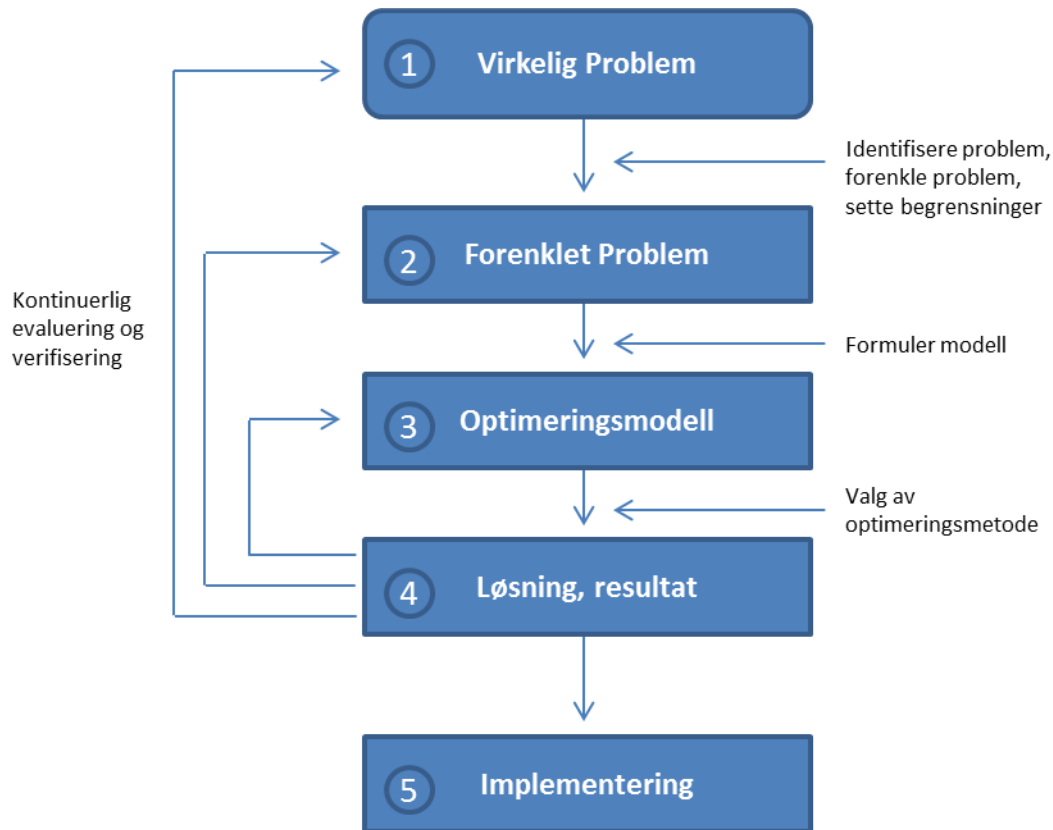 1 Virkelig Problem
Identifisere problem,
forenkle problem,
sette begrensninger
2 Forenklet Problem
Kontinuerlig
evaluering og
verifisering
Formuler modell
3 Optimeringsmodell
Valg av
optimeringsmetode
4 Løsning, resultat
5 Implementering